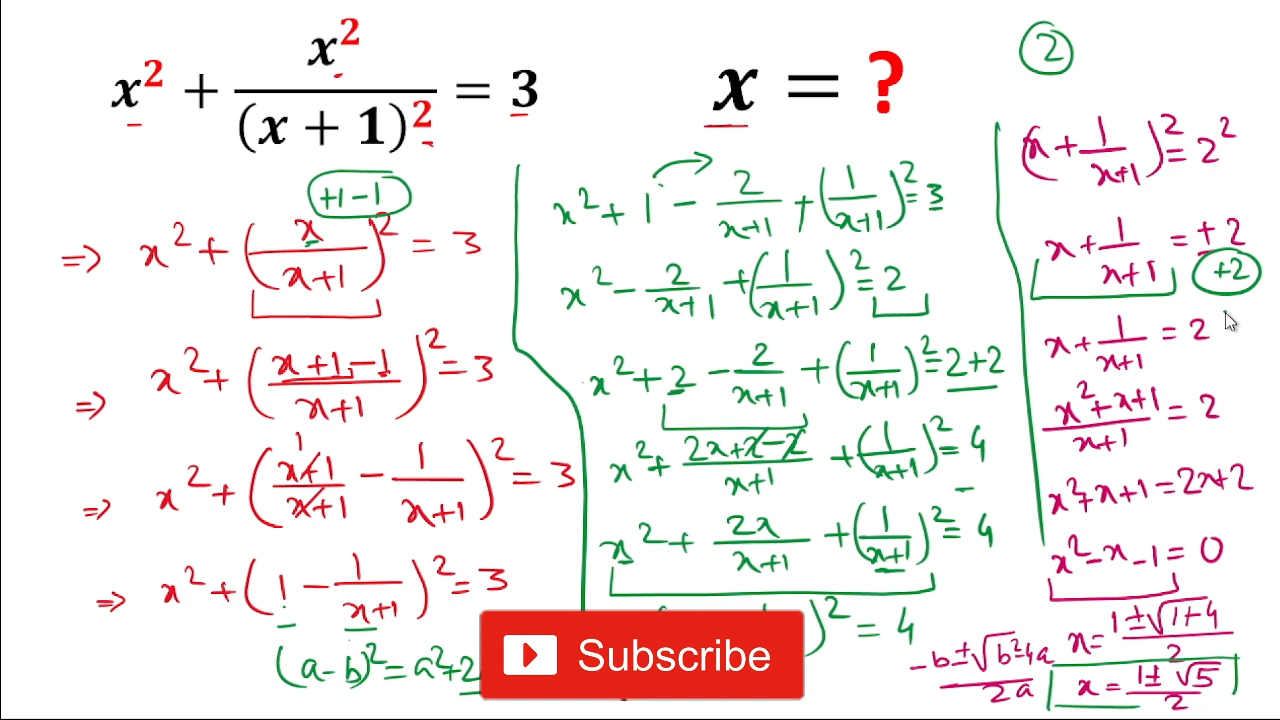 x² + x²/(x + 1)² = 3
x = ?
+1 − 1
=> x² + (x/(x+1))² = 3
=> x² + ((x+1−1)/(x+1))² = 3
=> x² + ((x+1)/(x+1) − 1/(x+1))² = 3
1
=> x² + (1 − 1/(x+1))² = 3
(a−b)² = a²+2
x² + 1 − 2/(x+1) + (1/(x+1))² = 3
x² − 2/(x+1) + (1/(x+1))² = 2
x² + 2 − 2/(x+1) + (1/(x+1))² = 2+2
x² + (2x+2−2)/(x+1) + (1/(x+1))² = 4
x² + 2x/(x+1) + (1/(x+1))² = 4
)² = 4
Subscribe
2
(x + 1/(x+1))² = 2²
x + 1/(x+1) = ±2
+2
x + 1/(x+1) = 2
(x²+x+1)/(x+1) = 2
x²+x+1 = 2x+2
x²−x−1 = 0
x = (1±√(1+4))/2
(−b±√(b²−4a))/2a
x = (1±√5)/2